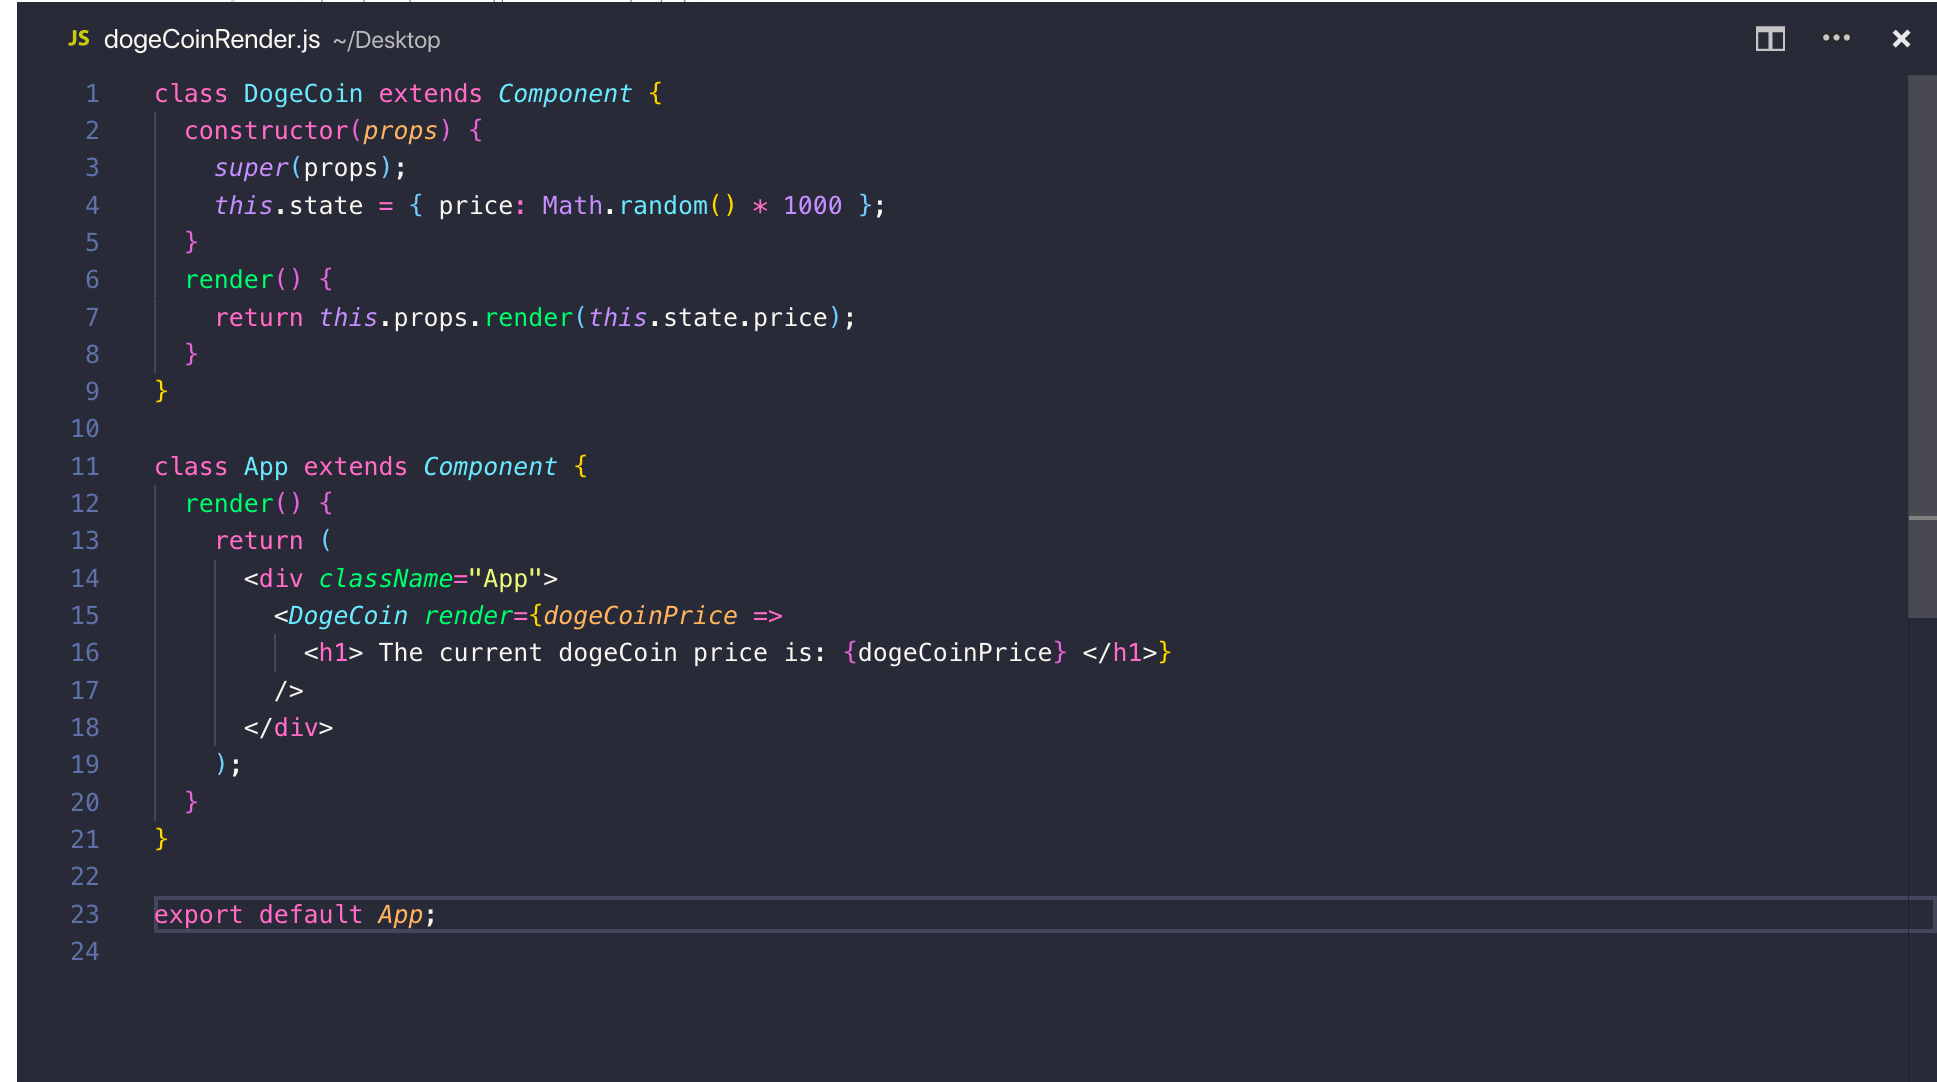 JS dogeCoinRender.js ~/Desktop
1 class DogeCoin extends Component {
2   constructor(props) {
3     super(props);
4     this.state = { price: Math.random() * 1000 };
5   }
6   render() {
7     return this.props.render(this.state.price);
8   }
9 }
10
11 class App extends Component {
12   render() {
13     return (
14       <div className="App">
15         <DogeCoin render={dogeCoinPrice =>
16           <h1> The current dogeCoin price is: {dogeCoinPrice} </h1>}
17         />
18       </div>
19     );
20   }
21 }
22
23 export default App;
24